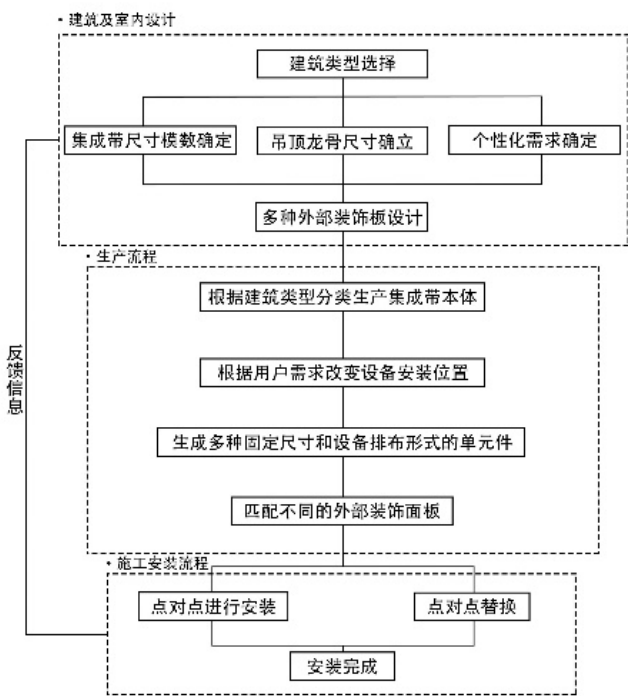 · 建筑及室内设计
建筑类型选择
集成带尺寸模数确定
吊顶龙骨尺寸确立
个性化需求确定
多种外部装饰板设计
· 生产流程
根据建筑类型分类生产集成带本体
根据用户需求改变设备安装位置
生成多种固定尺寸和设备排布形式的单元件
匹配不同的外部装饰面板
· 施工安装流程
点对点进行安装
点对点替换
安装完成
反馈信息